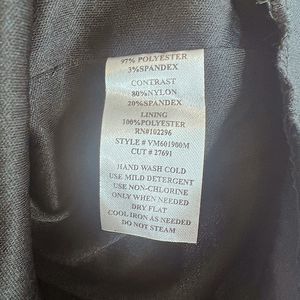 97% POLYESTER
3%SPANDEX
CONTRAST
80%NYLON
20%SPANDEX
LINING
100%POLYESTER
RN#102296
STYLE # VM601900M
CUT # 27691
HAND WASH COLD
USE MILD DETERGENT
USE NON-CHLORINE
ONLY WHEN NEEDED
DRY FLAT
COOL IRON AS NEEDED
DO NOT STEAM